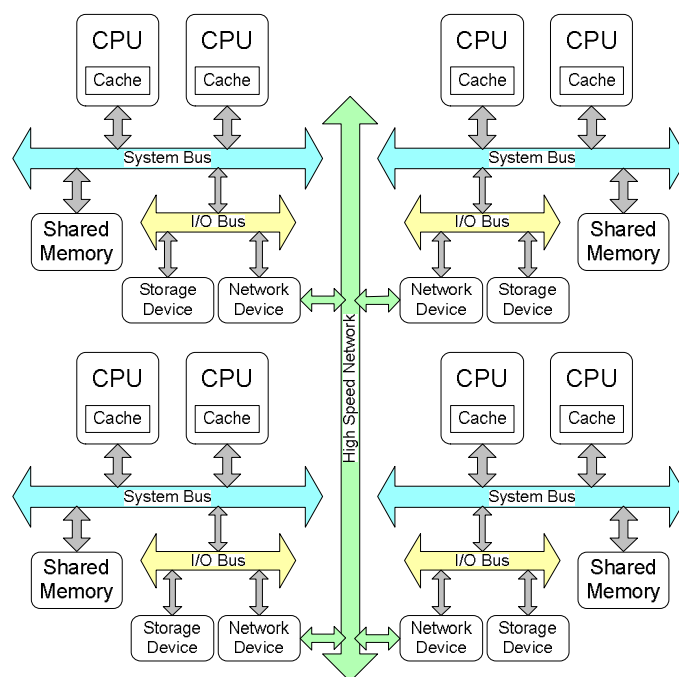 CPU
Cache
CPU
Cache
System Bus
Shared
Memory
I/O Bus
Storage
Device
Network
Device
CPU
Cache
CPU
Cache
System Bus
I/O Bus
Shared
Memory
Network
Device
Storage
Device
High Speed Network
CPU
Cache
CPU
Cache
System Bus
Shared
Memory
I/O Bus
Storage
Device
Network
Device
CPU
Cache
CPU
Cache
System Bus
I/O Bus
Shared
Memory
Network
Device
Storage
Device